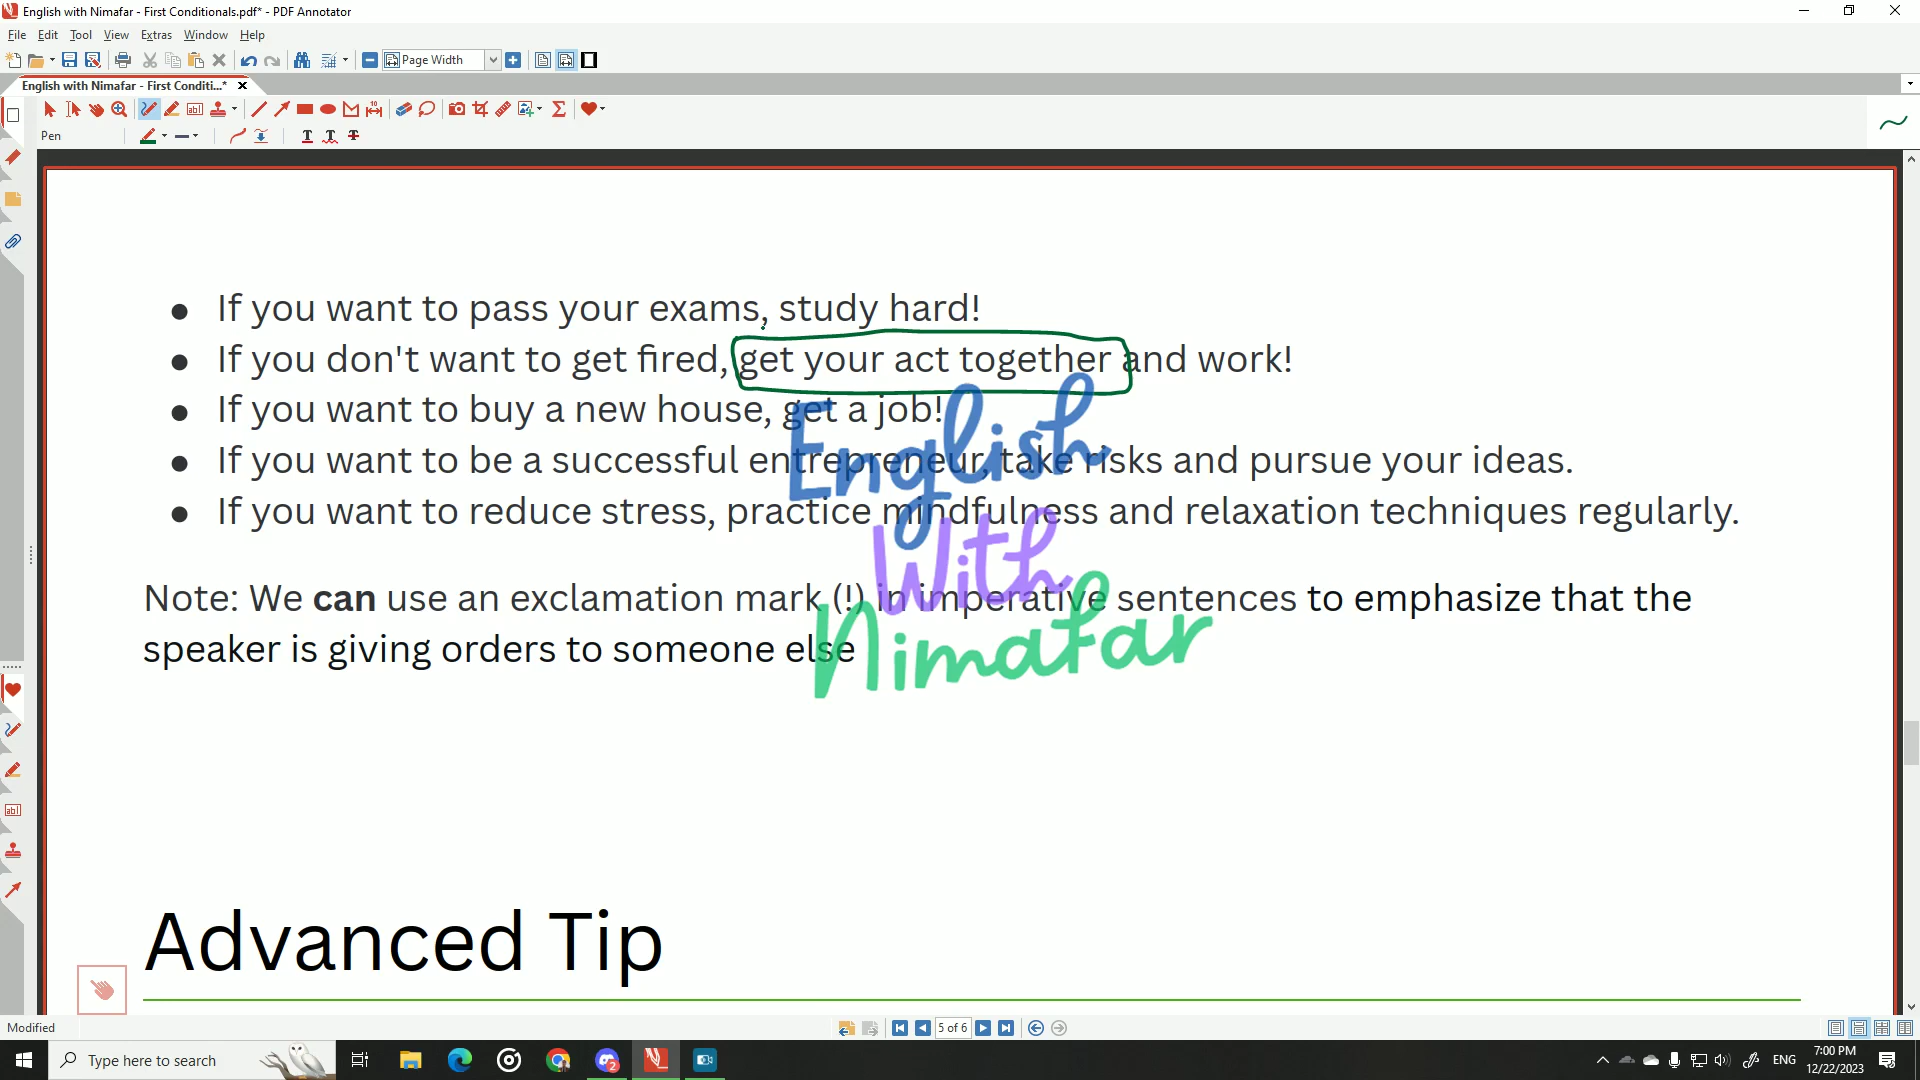 English with Nimafar - First Conditionals.pdf* - PDF Annotator
File Edit Tool View Extras Window Help
Page Width
English with Nimafar - First Conditi...*
Pen
If you want to pass your exams, study hard!
If you don't want to get fired, get your act together and work!
If you want to buy a new house, get a job!
If you want to be a successful entrepreneur, take risks and pursue your ideas.
If you want to reduce stress, practice mindfulness and relaxation techniques regularly.
English
With
Nimafar
Note: We can use an exclamation mark (!) in imperative sentences to emphasize that the
speaker is giving orders to someone else
Advanced Tip
Modified
5 of 6
Type here to search
2
ENG
7:00 PM
12/22/2023